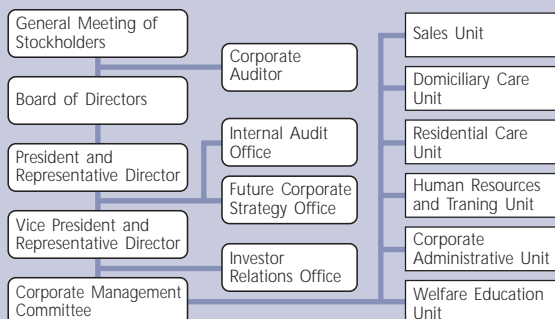 General Meeting of
Stockholders
Corporate
Auditor
Board of Directors
Internal Audit
Office
President and
Representative Director
Future Corporate
Strategy Office
Vice President and
Representative Director
Investor
Relations Office
Corporate Management
Committee
Sales Unit
Domiciliary Care
Unit
Residential Care
Unit
Human Resources
and Traning Unit
Corporate
Administrative Unit
Welfare Education
Unit